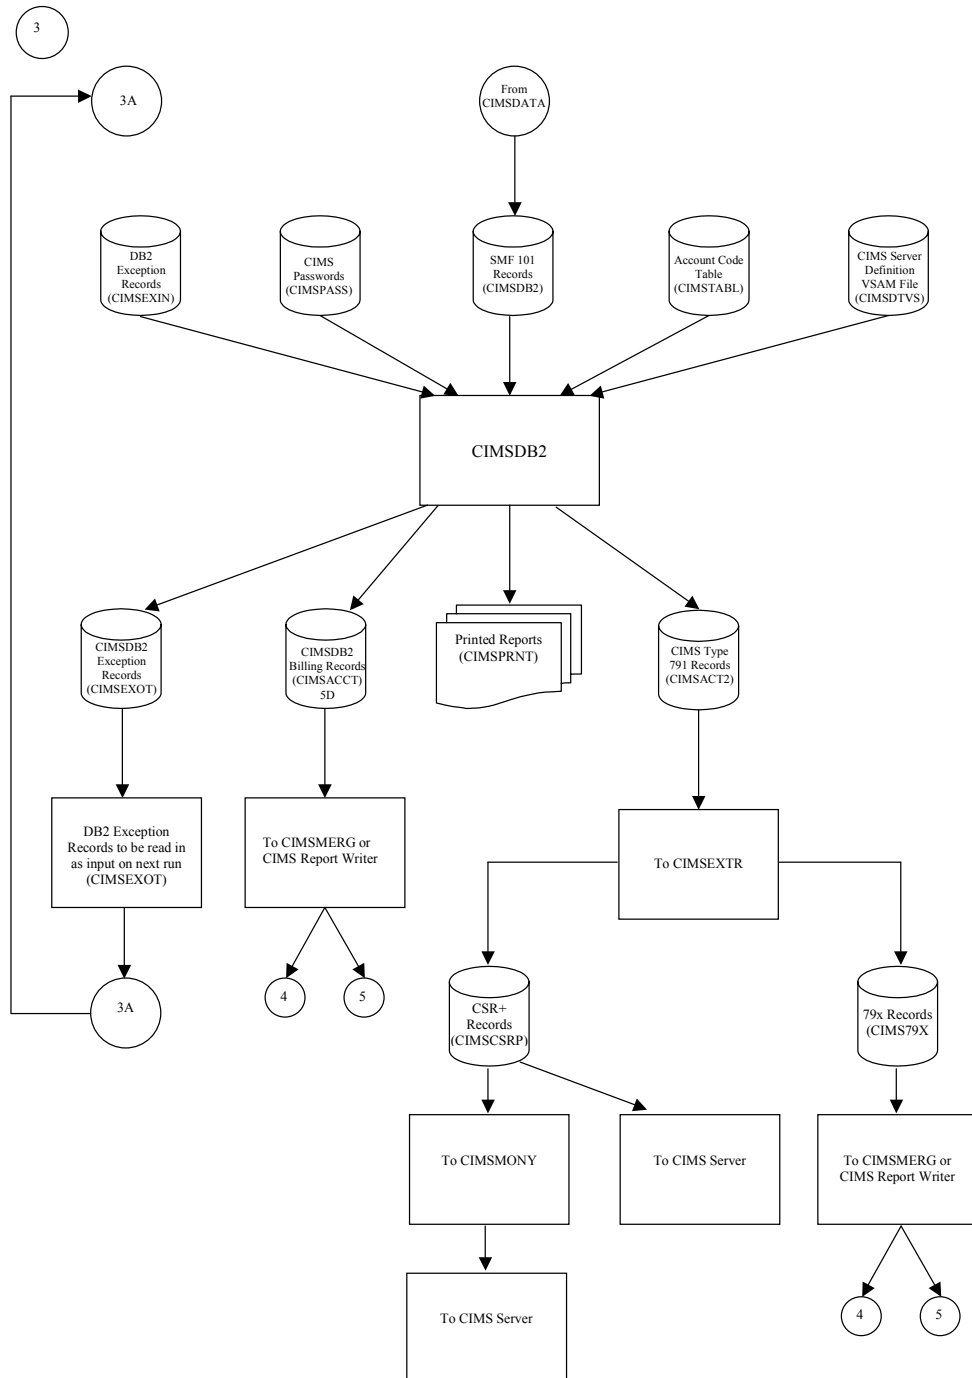 3
3A
From
CIMSDATA
DB2
Exception
Records
(CIMSEXIN)
CIMS
Passwords
(CIMSPASS)
SMF 101
Records
(CIMSDB2)
Account Code
Table
(CIMSTABL)
CIMS Server
Definition
VSAM File
(CIMSDTVS)
CIMSDB2
CIMSDB2
Exception
Records
(CIMSEXOT)
CIMSDB2
Billing Records
(CIMSACCT)
5D
Printed Reports
(CIMSPRNT)
CIMS Type
791 Records
(CIMSACT2)
DB2 Exception
Records to be read in
as input on next run
(CIMSEXOT)
To CIMSMERG or
CIMS Report Writer
To CIMSEXTR
3A
4
5
CSR+
Records
(CIMSCSRP)
79x Records
(CIMS79X
To CIMSMONY
To CIMS Server
To CIMSMERG or
CIMS Report Writer
To CIMS Server
4
5